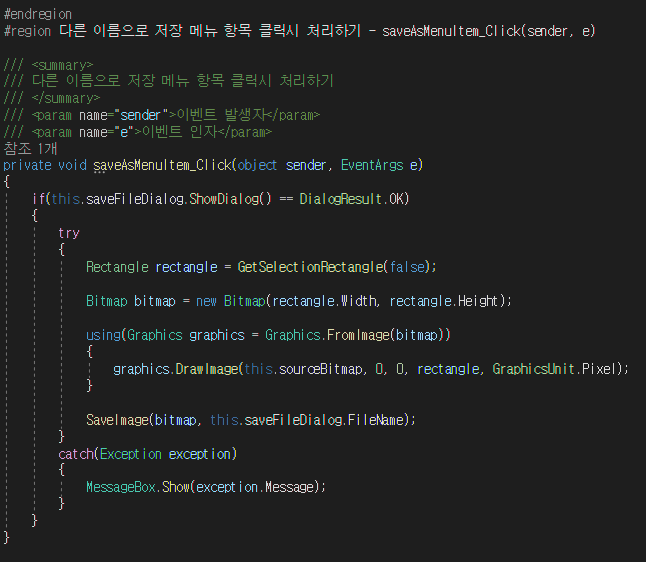 #endregion
#region 다른 이름으로 저장 메뉴 항목 클릭시 처리하기 - saveAsMenuItem_Click(sender, e)
/// <summary>
/// 다른 이름으로 저장 메뉴 항목 클릭시 처리하기
/// </summary>
/// <param name="sender">이벤트 발생자</param>
/// <param name="e">이벤트 인자</param>
참조 1개
private void saveAsMenuItem_Click(object sender, EventArgs e)
{
if(this.saveFileDialog.ShowDialog() == DialogResult.OK)
{
try
{
Rectangle rectangle = GetSelectionRectangle(false);
Bitmap bitmap = new Bitmap(rectangle.Width, rectangle.Height);
using(Graphics graphics = Graphics.FromImage(bitmap))
{
graphics.DrawImage(this.sourceBitmap, 0, 0, rectangle, GraphicsUnit.Pixel);
}
SaveImage(bitmap, this.saveFileDialog.FileName);
}
catch(Exception exception)
{
MessageBox.Show(exception.Message);
}
}
}